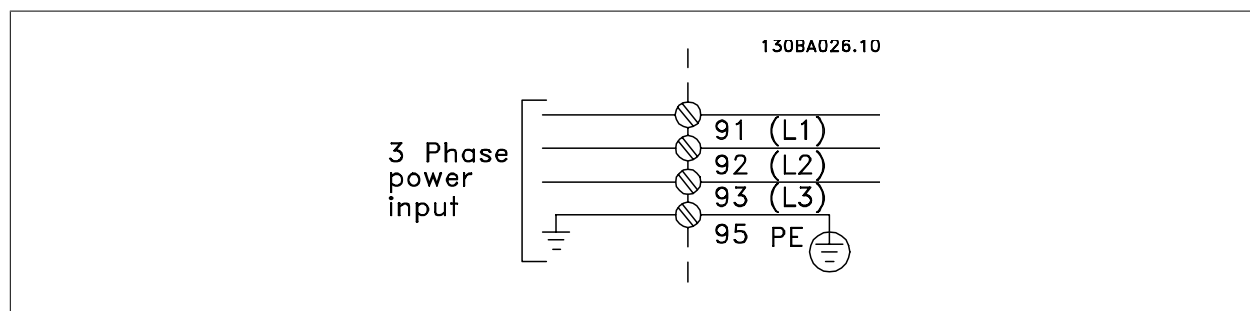 130BA026.10
3 Phase
power
input
91 (L1)
92 (L2)
93 (L3)
95 PE